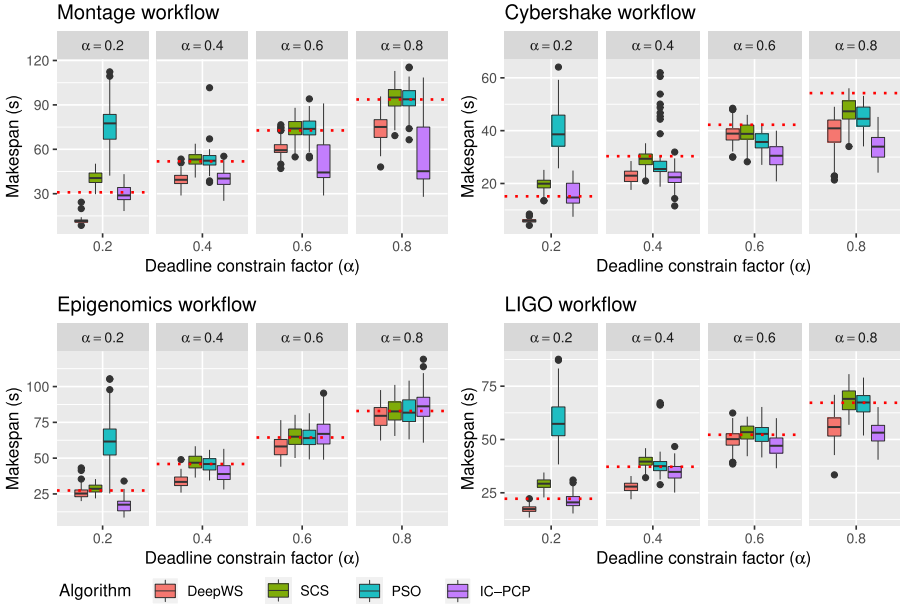 Montage workflow
α = 0.2 α = 0.4 α = 0.6 α = 0.8
120
90
60
30
Makespan (s)
0.2 0.4 0.6 0.8
Deadline constrain factor (α)
Cybershake workflow
α = 0.2 α = 0.4 α = 0.6 α = 0.8
60
40
20
Makespan (s)
0.2 0.4 0.6 0.8
Deadline constrain factor (α)
Epigenomics workflow
α = 0.2 α = 0.4 α = 0.6 α = 0.8
100
75
50
25
Makespan (s)
0.2 0.4 0.6 0.8
Deadline constrain factor (α)
LIGO workflow
α = 0.2 α = 0.4 α = 0.6 α = 0.8
75
50
25
Makespan (s)
0.2 0.4 0.6 0.8
Deadline constrain factor (α)
Algorithm DeepWS SCS PSO IC−PCP